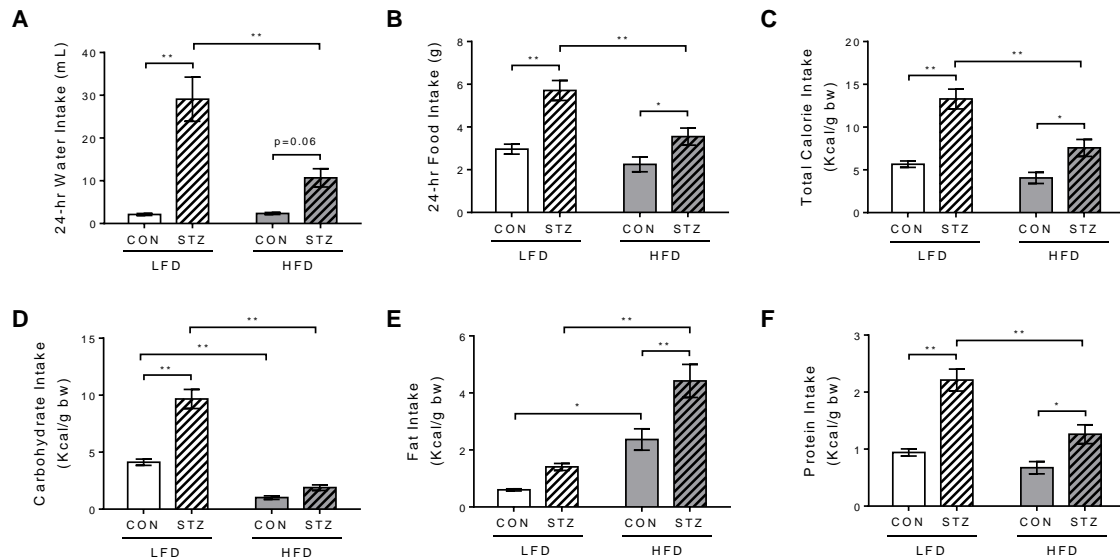 A
24-hr Water Intake (mL)
40
30
20
10
0
**
**
p=0.06
CON STZ CON STZ
LFD HFD
B
24-hr Food Intake (g)
8
6
4
2
0
**
**
*
CON STZ CON STZ
LFD HFD
C
Total Calorie Intake
(Kcal/g bw)
20
15
10
5
0
**
**
*
CON STZ CON STZ
LFD HFD
D
Carbohydrate Intake
(Kcal/g bw)
15
10
5
0
**
**
**
CON STZ CON STZ
LFD HFD
E
Fat Intake
(Kcal/g bw)
6
4
2
0
**
**
*
CON STZ CON STZ
LFD HFD
F
Protein Intake
(Kcal/g bw)
3
2
1
0
**
**
*
CON STZ CON STZ
LFD HFD